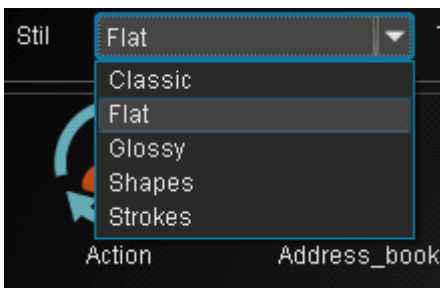 Stil Flat
Classic
Flat
Glossy
Shapes
Strokes
Action Address_book